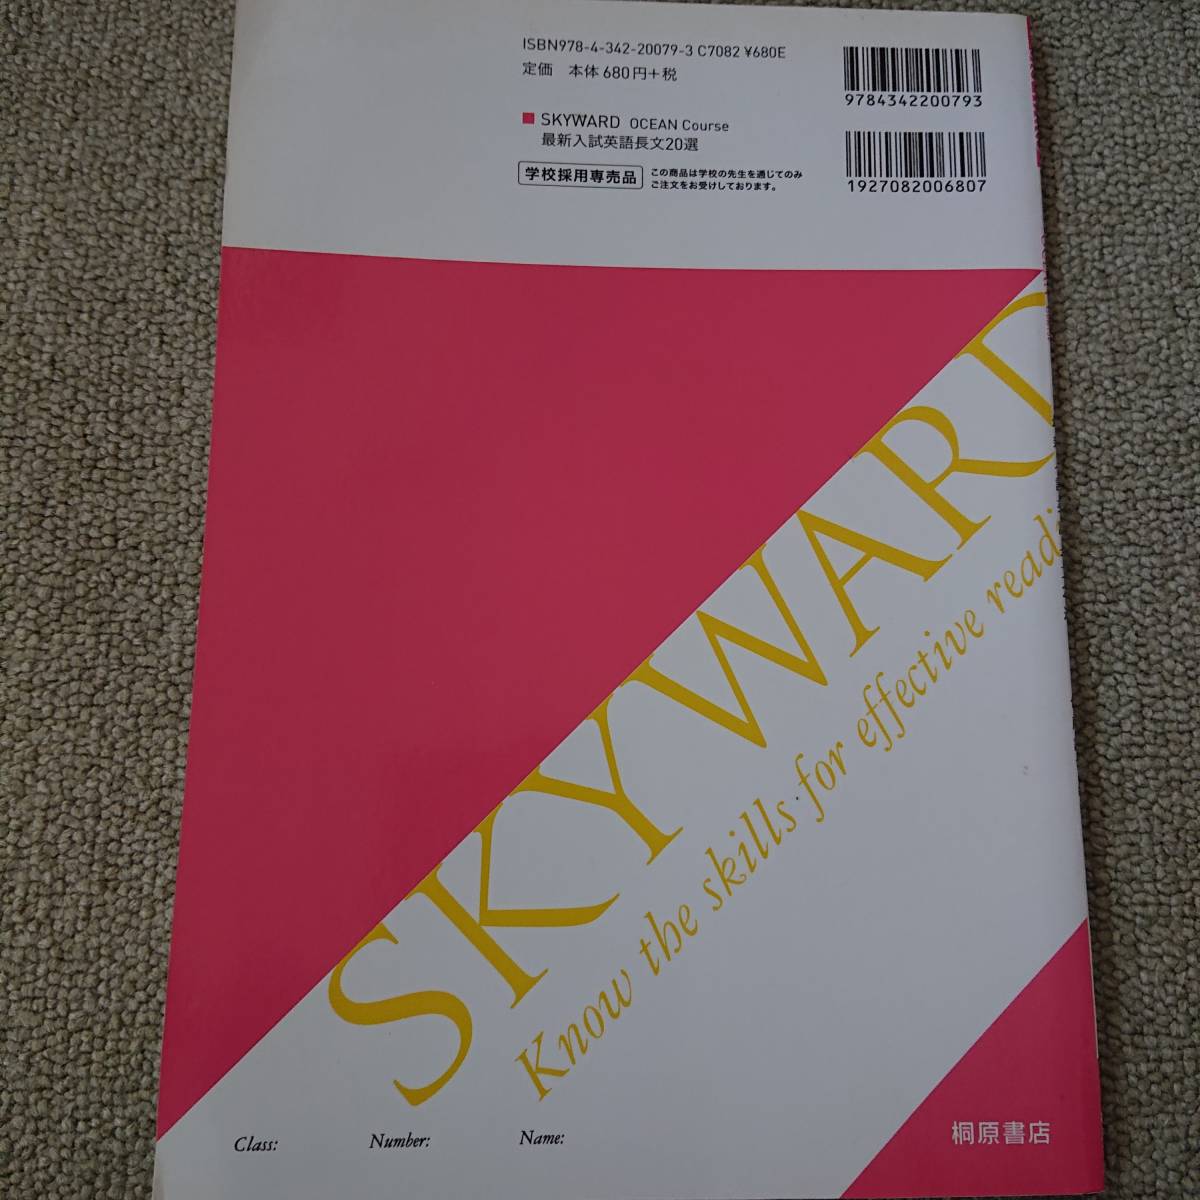 ISBN978-4-342-20079-3 C7082 ¥680E
定価 本体680円+税
9784342200793
SKYWARD OCEAN Course
最新入試英語長文20選
学校採用専売品
この商品は学校の先生を通じてのみ
ご注文をお受けしております。
1927082006807
SKYWARD
Know the skills for effective readi
Class: Number: Name:
桐原書店